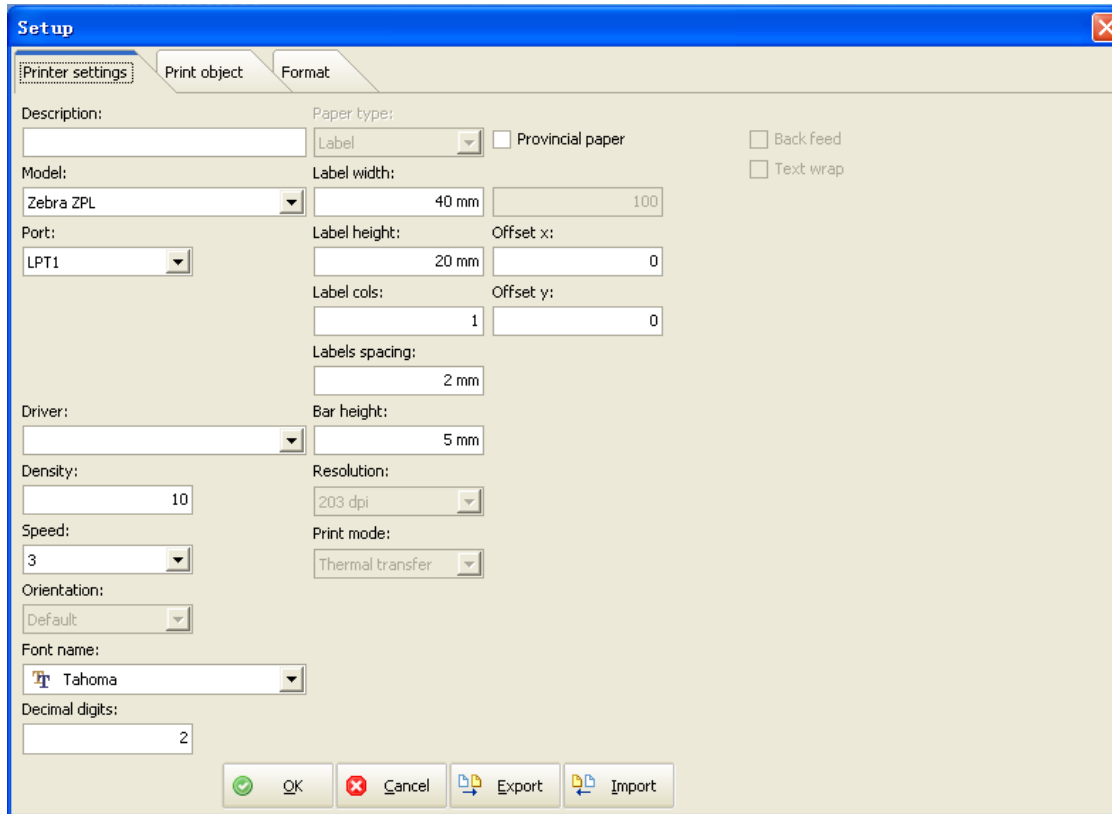 Setup
Printer settings Print object Format
Description: Paper type:
Label Provincial paper Back feed
Model: Label width: Text wrap
Zebra ZPL 40 mm 100
Port: Label height: Offset x:
LPT1 20 mm 0
Label cols: Offset y:
1 0
Labels spacing:
2 mm
Driver: Bar height:
5 mm
Density: Resolution:
10 203 dpi
Speed: Print mode:
3 Thermal transfer
Orientation:
Default
Font name:
Tahoma
Decimal digits:
2
OK Cancel Export Import